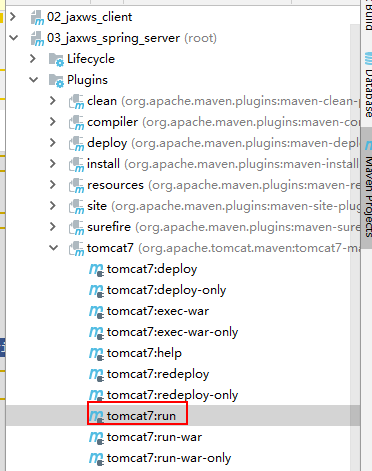 02_jaxws_client
03_jaxws_spring_server (root)
Lifecycle
Plugins
clean (org.apache.maven.plugins:maven-clean-p
compiler (org.apache.maven.plugins:maven-co
deploy (org.apache.maven.plugins:maven-dep
install (org.apache.maven.plugins:maven-install
resources (org.apache.maven.plugins:maven-re
site (org.apache.maven.plugins:maven-site-plu
surefire (org.apache.maven.plugins:maven-sure
tomcat7 (org.apache.tomcat.maven:tomcat7-ma
tomcat7:deploy
tomcat7:deploy-only
tomcat7:exec-war
tomcat7:exec-war-only
tomcat7:help
tomcat7:redeploy
tomcat7:redeploy-only
tomcat7:run
tomcat7:run-war
tomcat7:run-war-only
Build
Database
Maven Projects